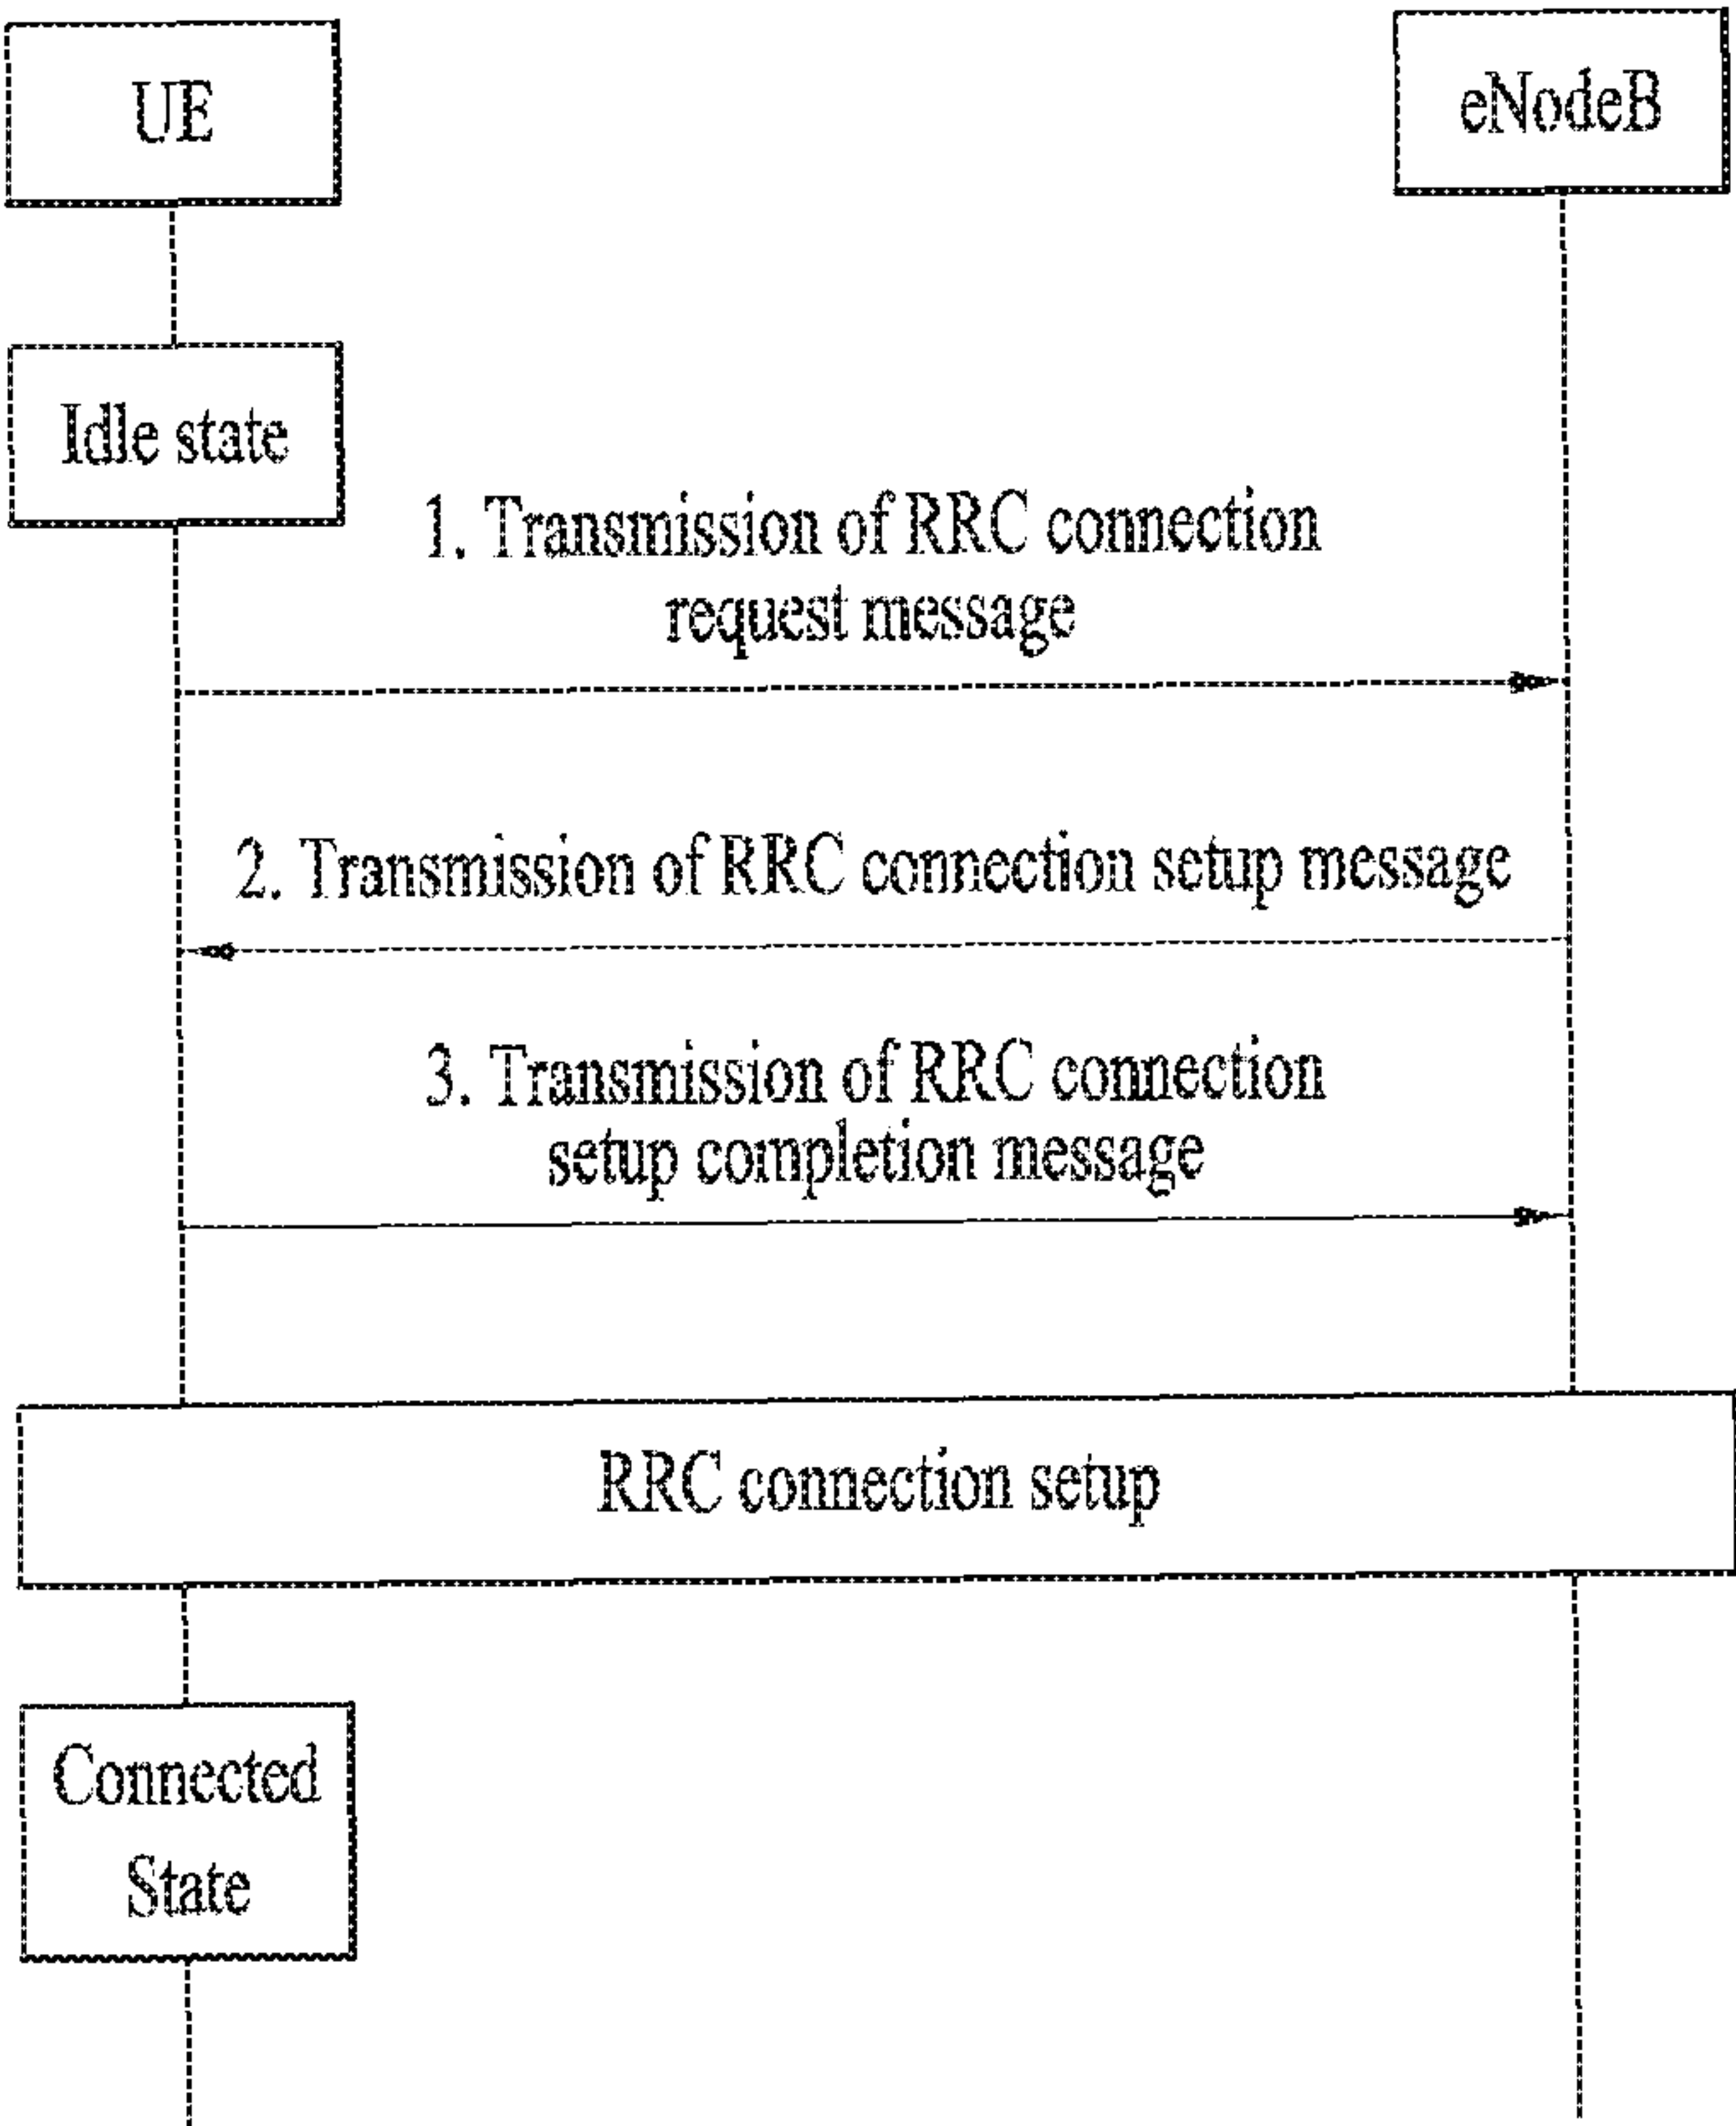 UE
eNodeB
Idle state
1. Transmission of RRC connection
request message
2. Transmission of RRC connection setup message
3. Transmission of RRC connection
setup completion message
RRC connection setup
Connected
State